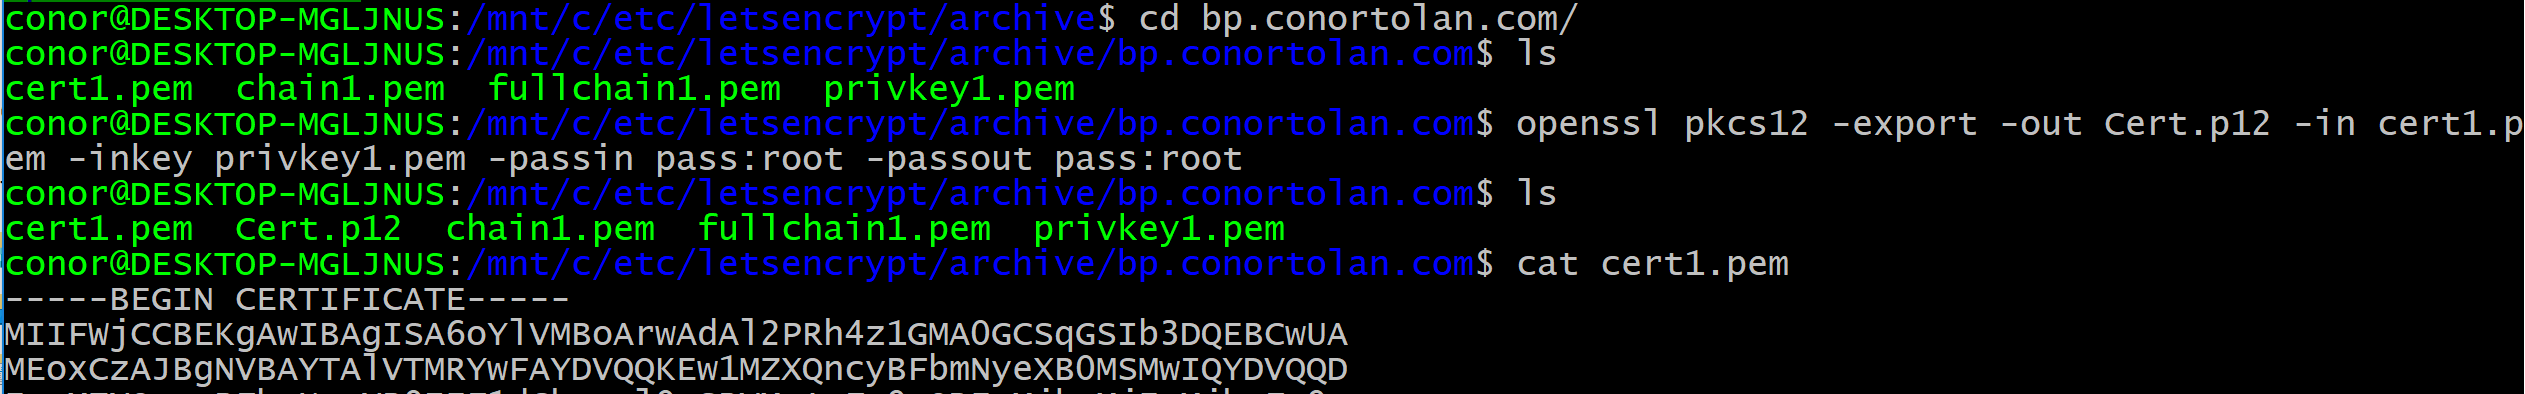 conor@DESKTOP-MGLJNUS:/mnt/c/etc/letsencrypt/archive$ cd bp.conortolan.com/
conor@DESKTOP-MGLJNUS:/mnt/c/etc/letsencrypt/archive/bp.conortolan.com$ ls
cert1.pem  chain1.pem  fullchain1.pem  privkey1.pem
conor@DESKTOP-MGLJNUS:/mnt/c/etc/letsencrypt/archive/bp.conortolan.com$ openssl pkcs12 -export -out Cert.p12 -in cert1.p
em -inkey privkey1.pem -passin pass:root -passout pass:root
conor@DESKTOP-MGLJNUS:/mnt/c/etc/letsencrypt/archive/bp.conortolan.com$ ls
cert1.pem  Cert.p12  chain1.pem  fullchain1.pem  privkey1.pem
conor@DESKTOP-MGLJNUS:/mnt/c/etc/letsencrypt/archive/bp.conortolan.com$ cat cert1.pem
-----BEGIN CERTIFICATE-----
MIIFWjCCBEKgAwIBAgISA6oYlVMBoArwAdAl2PRh4z1GMA0GCSqGSIb3DQEBCwUA
MEoxCzAJBgNVBAYTAlVTMRYwFAYDVQQKEw1MZXQncyBFbmNyeXB0MSMwIQYDVQQD